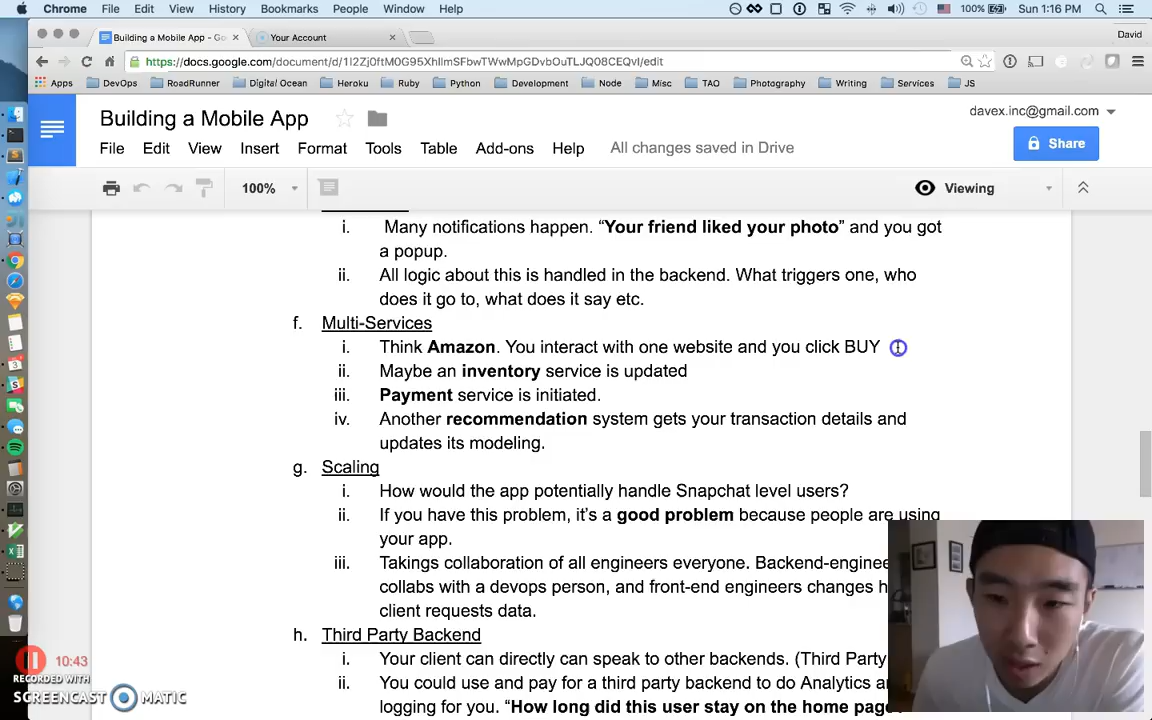 Chrome File Edit View History Bookmarks People Window Help 100% Sun 1:16 PM
Building a Mobile App - Go Your Account David
https://docs.google.com/document/d/
Apps DevOps RoadRunner Digital Ocean Heroku Ruby Python Development Node Misc TAO Photography Writing Services JS
Building a Mobile App davex.inc@gmail.com
File Edit View Insert Format Tools Table Add-ons Help All changes saved in Drive Share
100% Viewing
i. Many notifications happen. “Your friend liked your photo” and you got
a popup.
ii. All logic about this is handled in the backend. What triggers one, who
does it go to, what does it say etc.
f. Multi-Services
i. Think Amazon. You interact with one website and you click BUY
ii. Maybe an inventory service is updated
iii. Payment service is initiated.
iv. Another recommendation system gets your transaction details and
updates its modeling.
g. Scaling
i. How would the app potentially handle Snapchat level users?
ii. If you have this problem, it’s a good problem because people are using
your app.
iii. Takings collaboration of all engineers everyone. Backend-enginee
collabs with a devops person, and front-end engineers changes h
client requests data.
h. Third Party Backend
i. Your client can directly can speak to other backends. (Third Party
ii. You could use and pay for a third party backend to do Analytics a
logging for you. “How long did this user stay on the home page
10:43
RECORDED WITH
SCREENCAST MATIC